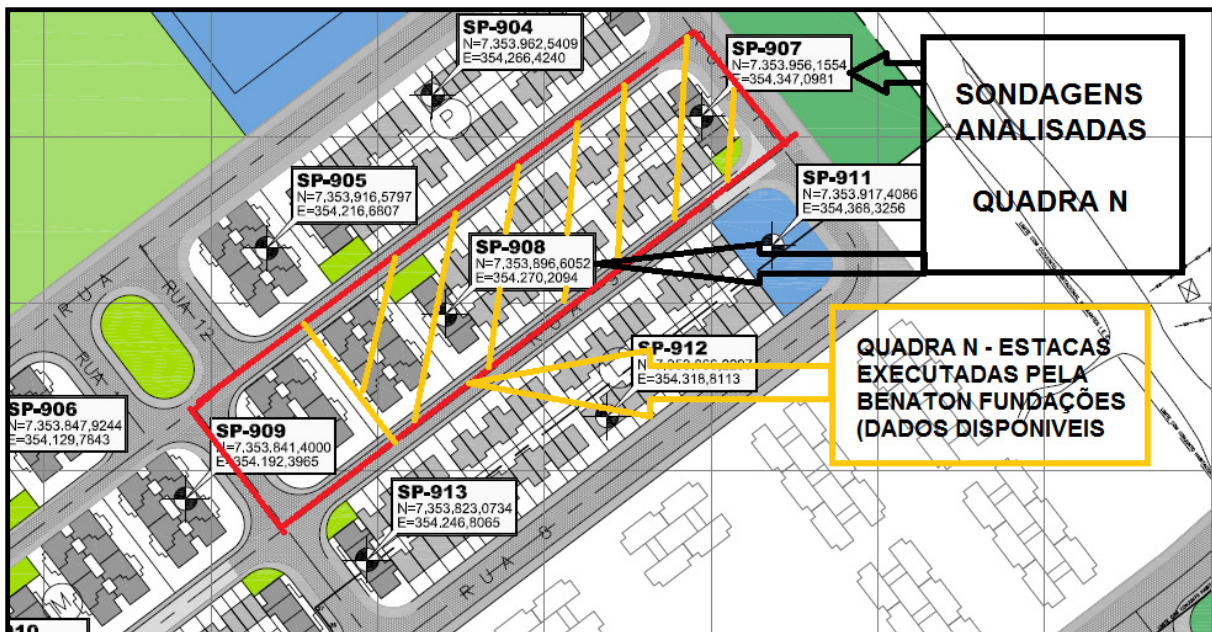 SP-904
N=7.353.962,5409
E=354,266,4240
P
SP-907
N=7.353.956,1554
E=354.347,0981
SONDAGENS
ANALISADAS
QUADRA N
SP-905
N=7,353,916,5797
E=354.216,6807
SP-911
N=7.353.917,4086
E=354,368,3256
SP-908
N=7,353,896,6052
E=354.270,2094
RUA
RUA 12
RUA
SP-912
E=354.318,8113
QUADRA N - ESTACAS
EXECUTADAS PELA
BENATON FUNDAÇÕES
(DADOS DISPONIVEIS
SP-906
N=7.353.847,9244
E=354,129,7843
SP-909
N=7.353.841,4000
E=354.192,3965
SP-913
N=7,353,823,0734
E=354.246,8065
RUA 8
M